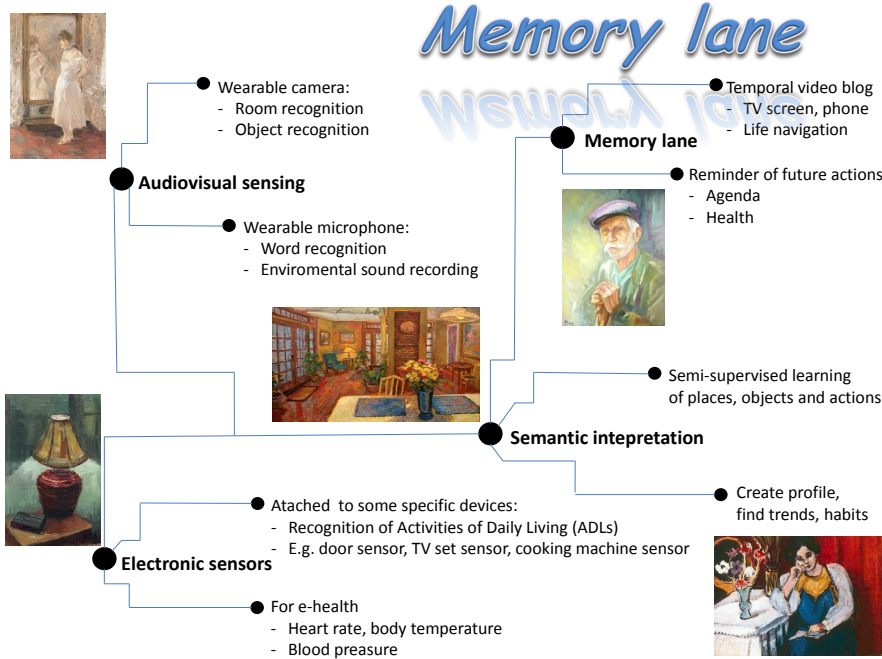 Memory lane
Wearable camera:
- Room recognition
- Object recognition
Audiovisual sensing
Wearable microphone:
- Word recognition
- Enviromental sound recording
Temporal video blog
- TV screen, phone
- Life navigation
Memory lane
Reminder of future actions
- Agenda
- Health
Semi-supervised learning
of places, objects and actions
Semantic intepretation
Create profile,
find trends, habits
Atached to some specific devices:
- Recognition of Activities of Daily Living (ADLs)
- E.g. door sensor, TV set sensor, cooking machine sensor
Electronic sensors
For e-health
- Heart rate, body temperature
- Blood preasure